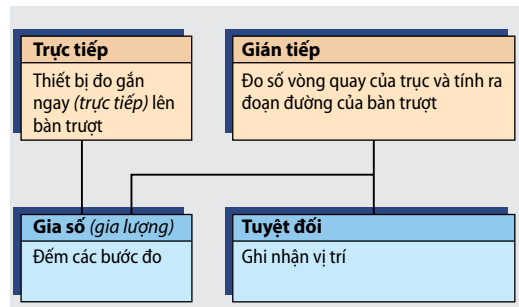 Trực tiếp
Thiết bị đo gắn
ngay (trực tiếp) lên
bàn trượt
Gián tiếp
Đo số vòng quay của trục và tính ra
đoạn đường của bàn trượt
Gia số (gia lượng)
Đếm các bước đo
Tuyệt đối
Ghi nhận vị trí